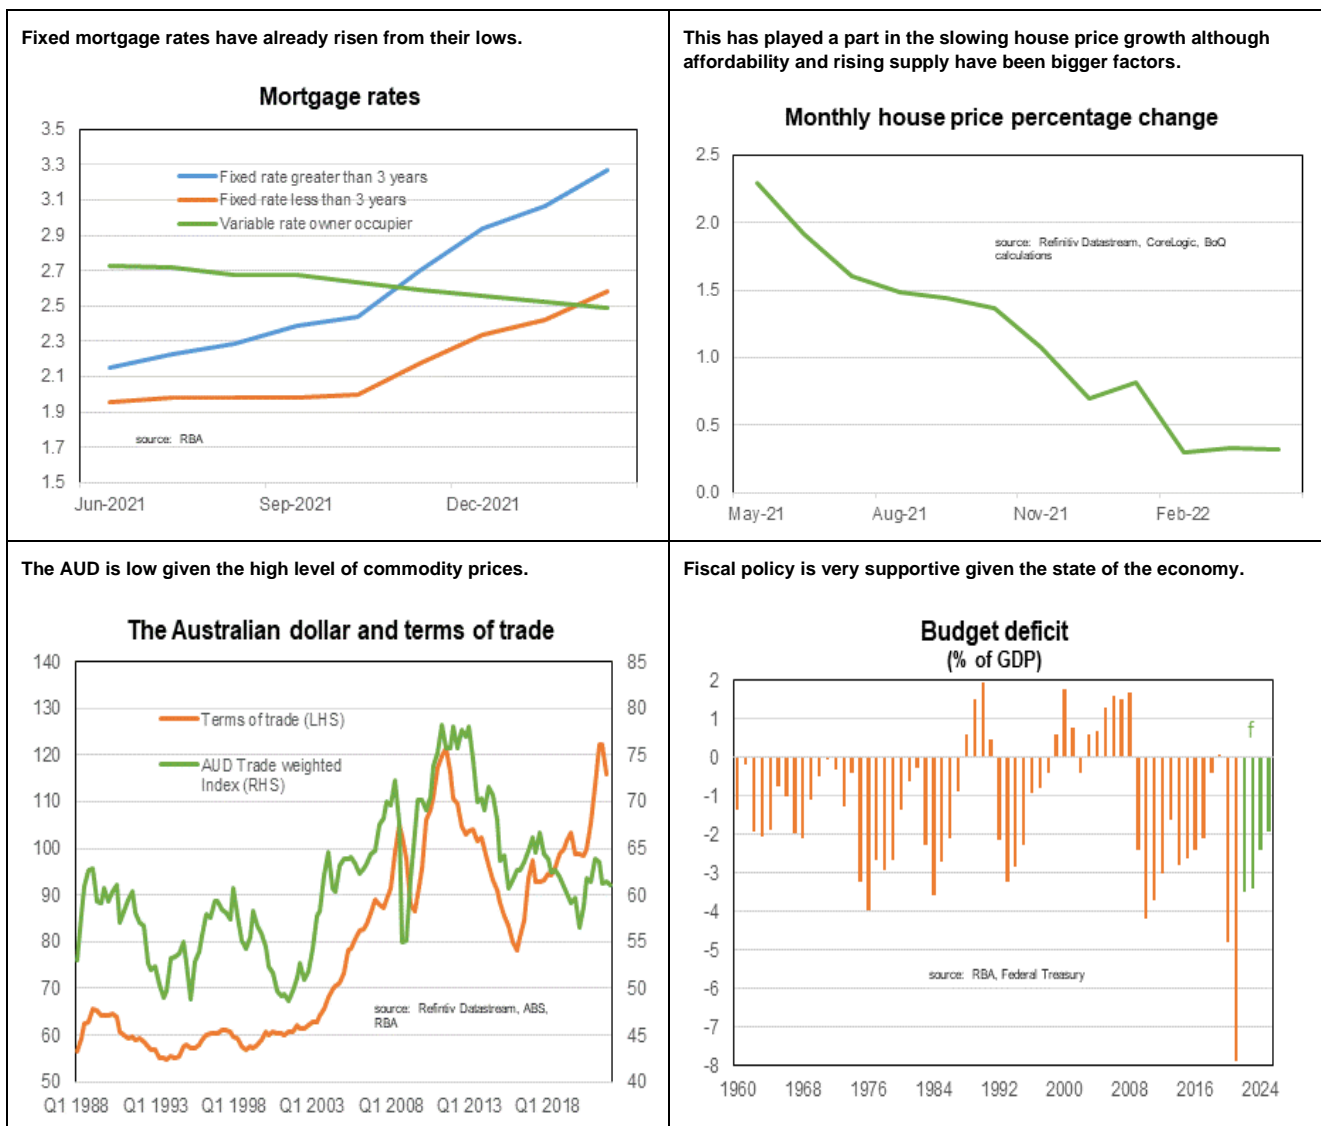 Fixed mortgage rates have already risen from their lows.
Mortgage rates
3.5
3.3
3.1
2.9
2.7
2.5
2.3
2.1
1.9
1.7
1.5
Fixed rate greater than 3 years
Fixed rate less than 3 years
Variable rate owner occupier
source: RBA
Jun-2021 Sep-2021 Dec-2021
This has played a part in the slowing house price growth although
affordability and rising supply have been bigger factors.
Monthly house price percentage change
2.5
2.0
1.5
1.0
0.5
0.0
source: Refinitiv Datastream, CoreLogic, BoQ
calculations
May-21 Aug-21 Nov-21 Feb-22
The AUD is low given the high level of commodity prices.
The Australian dollar and terms of trade
140
130
120
110
100
90
80
70
60
50
85
80
75
70
65
60
55
50
45
40
Terms of trade (LHS)
AUD Trade weighted
Index (RHS)
source: Refintiv Datastream, ABS,
RBA
Q1 1988 Q1 1993 Q1 1998 Q1 2003 Q1 2008 Q1 2013 Q1 2018
Fiscal policy is very supportive given the state of the economy.
Budget deficit
(% of GDP)
2
1
0
-1
-2
-3
-4
-5
-6
-7
-8
f
source: RBA, Federal Treasury
1960 1968 1976 1984 1992 2000 2008 2016 2024